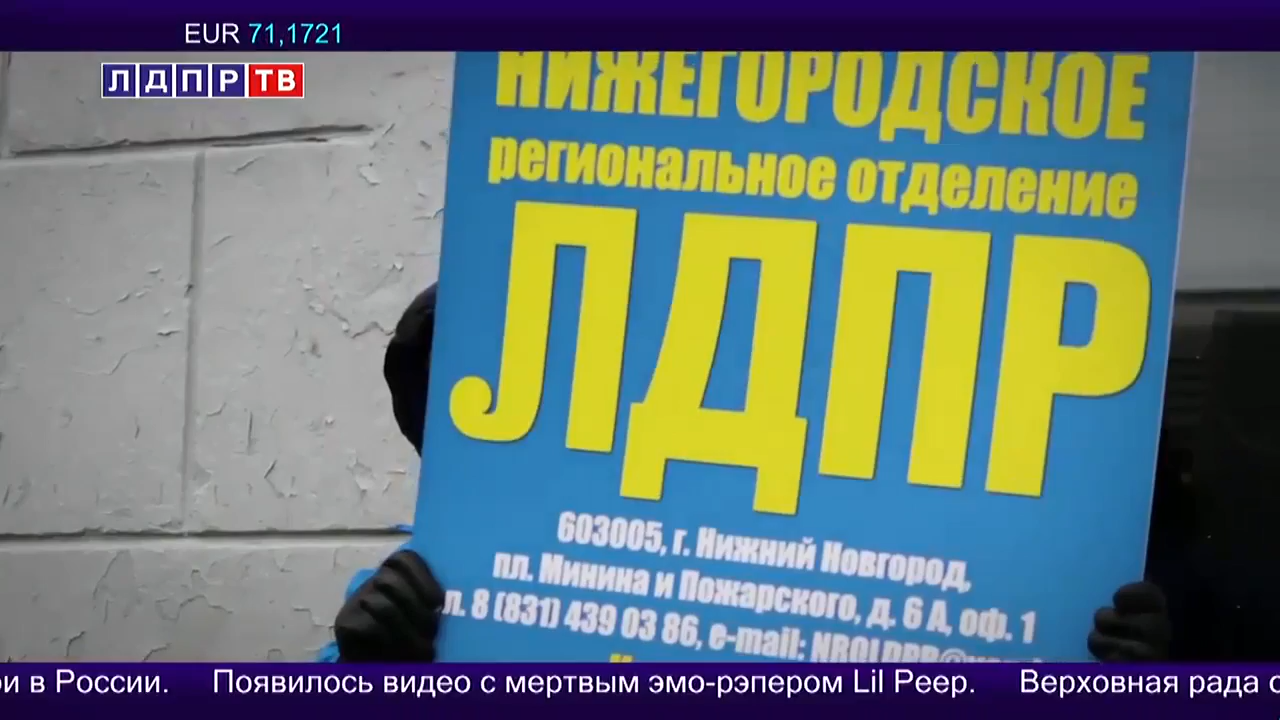 EUR 71,1721
ЛДПР ТВ
НИЖЕГОРОДСКОЕ
региональное отделение
ЛДПР
603005, г. Нижний Новгород,
пл. Минина и Пожарского, д. 6 А, оф. 1
8 (831) 439 03 86, e-mail:
в России. Появилось видео с мертвым эмо-рэпером Lil Peep. Верховная рада